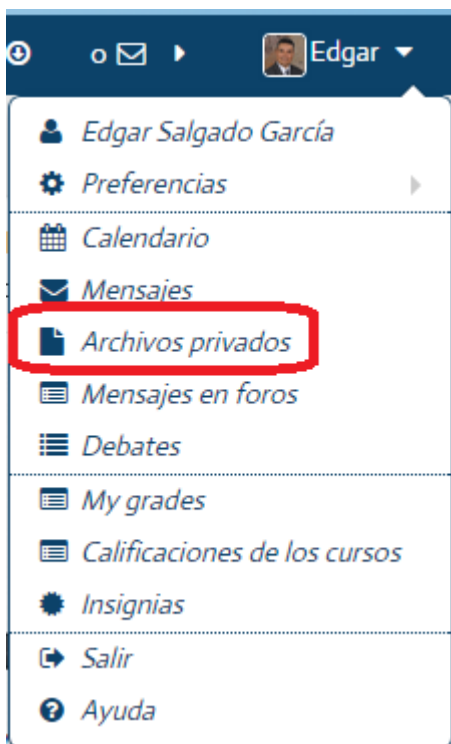 o Edgar
Edgar Salgado García
Preferencias
Calendario
Mensajes
Archivos privados
Mensajes en foros
Debates
My grades
Calificaciones de los cursos
Insignias
Salir
Ayuda